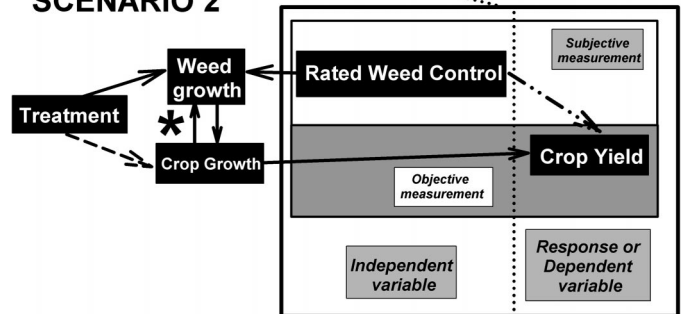 SCENARIO 2
Subjective
measurement
Weed
growth
Rated Weed Control
Treatment
*
Crop Growth
Crop Yield
Objective
measurement
Independent
variable
Response or
Dependent
variable